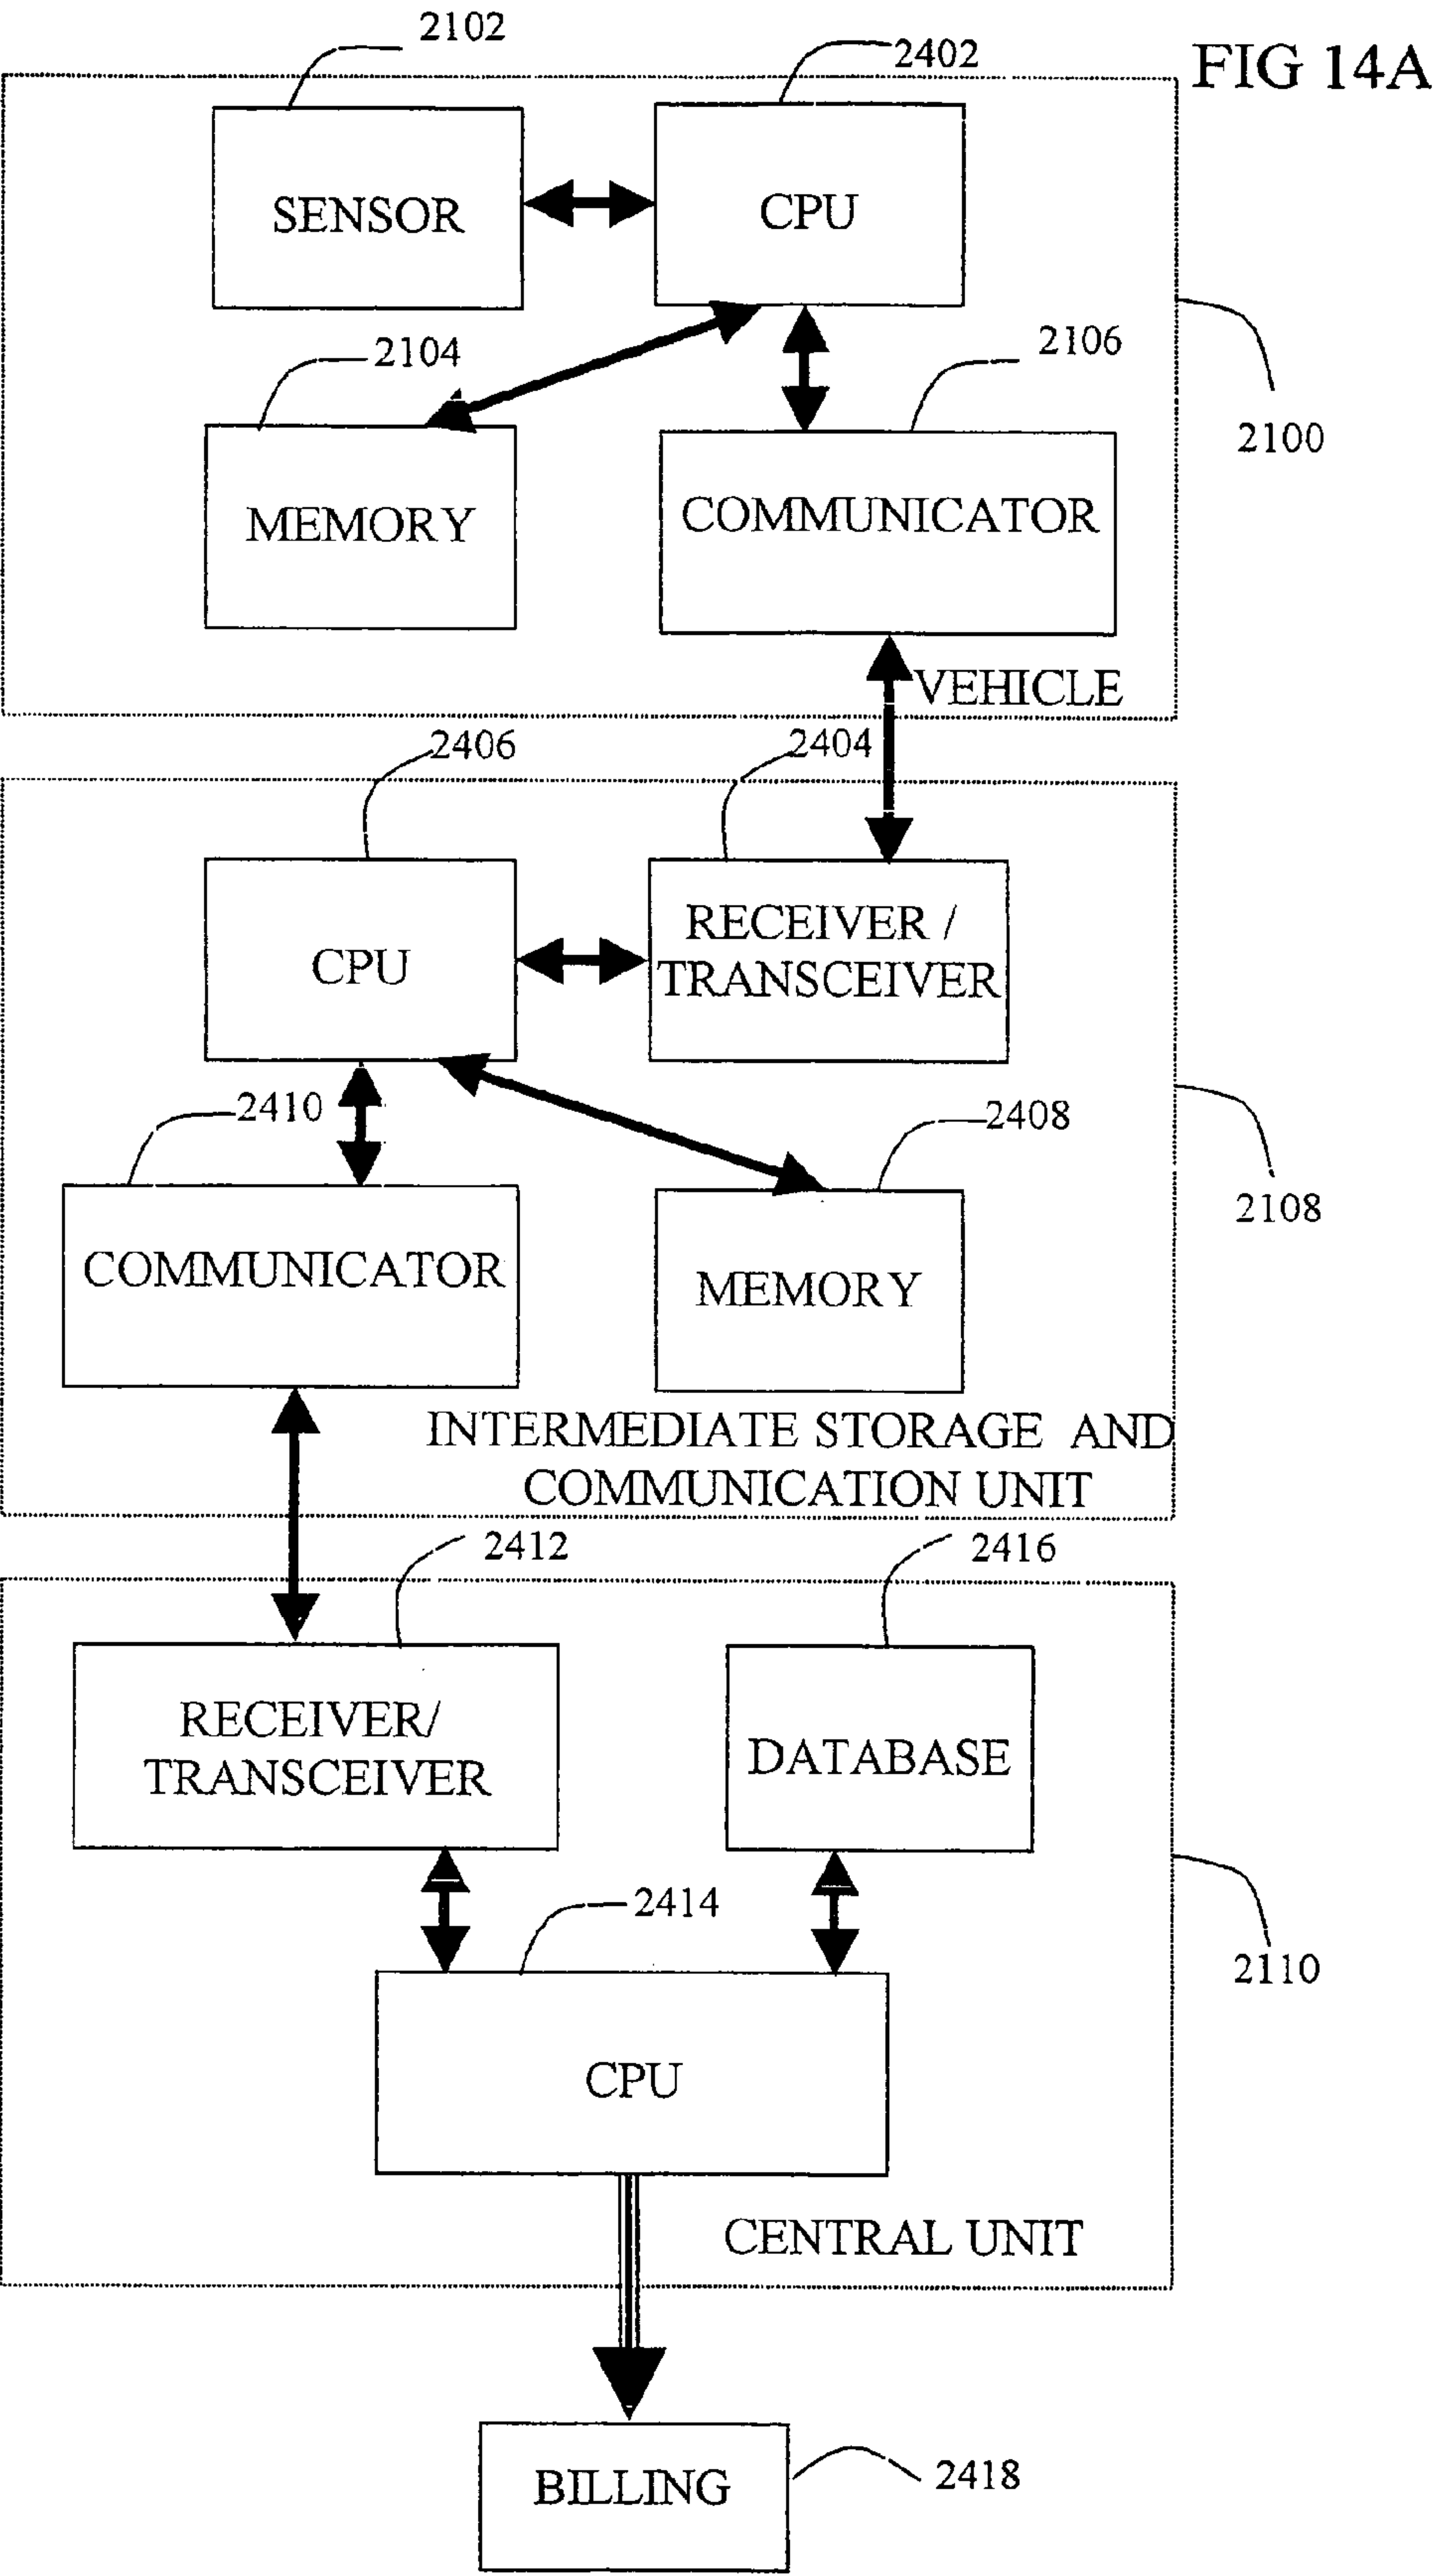 2102
2402
FIG 14A
SENSOR
CPU
2104
2106
2100
MEMORY
COMMUNICATOR
VEHICLE
2406
2404
CPU
RECEIVER /
TRANSCEIVER
2410
2408
2108
COMMUNICATOR
MEMORY
INTERMEDIATE STORAGE AND
COMMUNICATION UNIT
2412
2416
RECEIVER/
TRANSCEIVER
DATABASE
2414
2110
CPU
CENTRAL UNIT
BILLING
2418